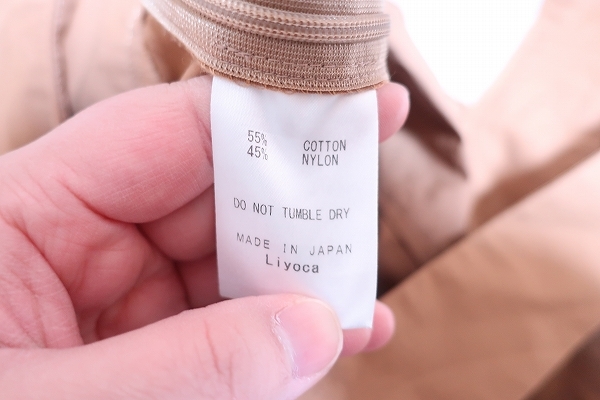 55% COTTON
45% NYLON
DO NOT TUMBLE DRY
MADE IN JAPAN
Liyoca